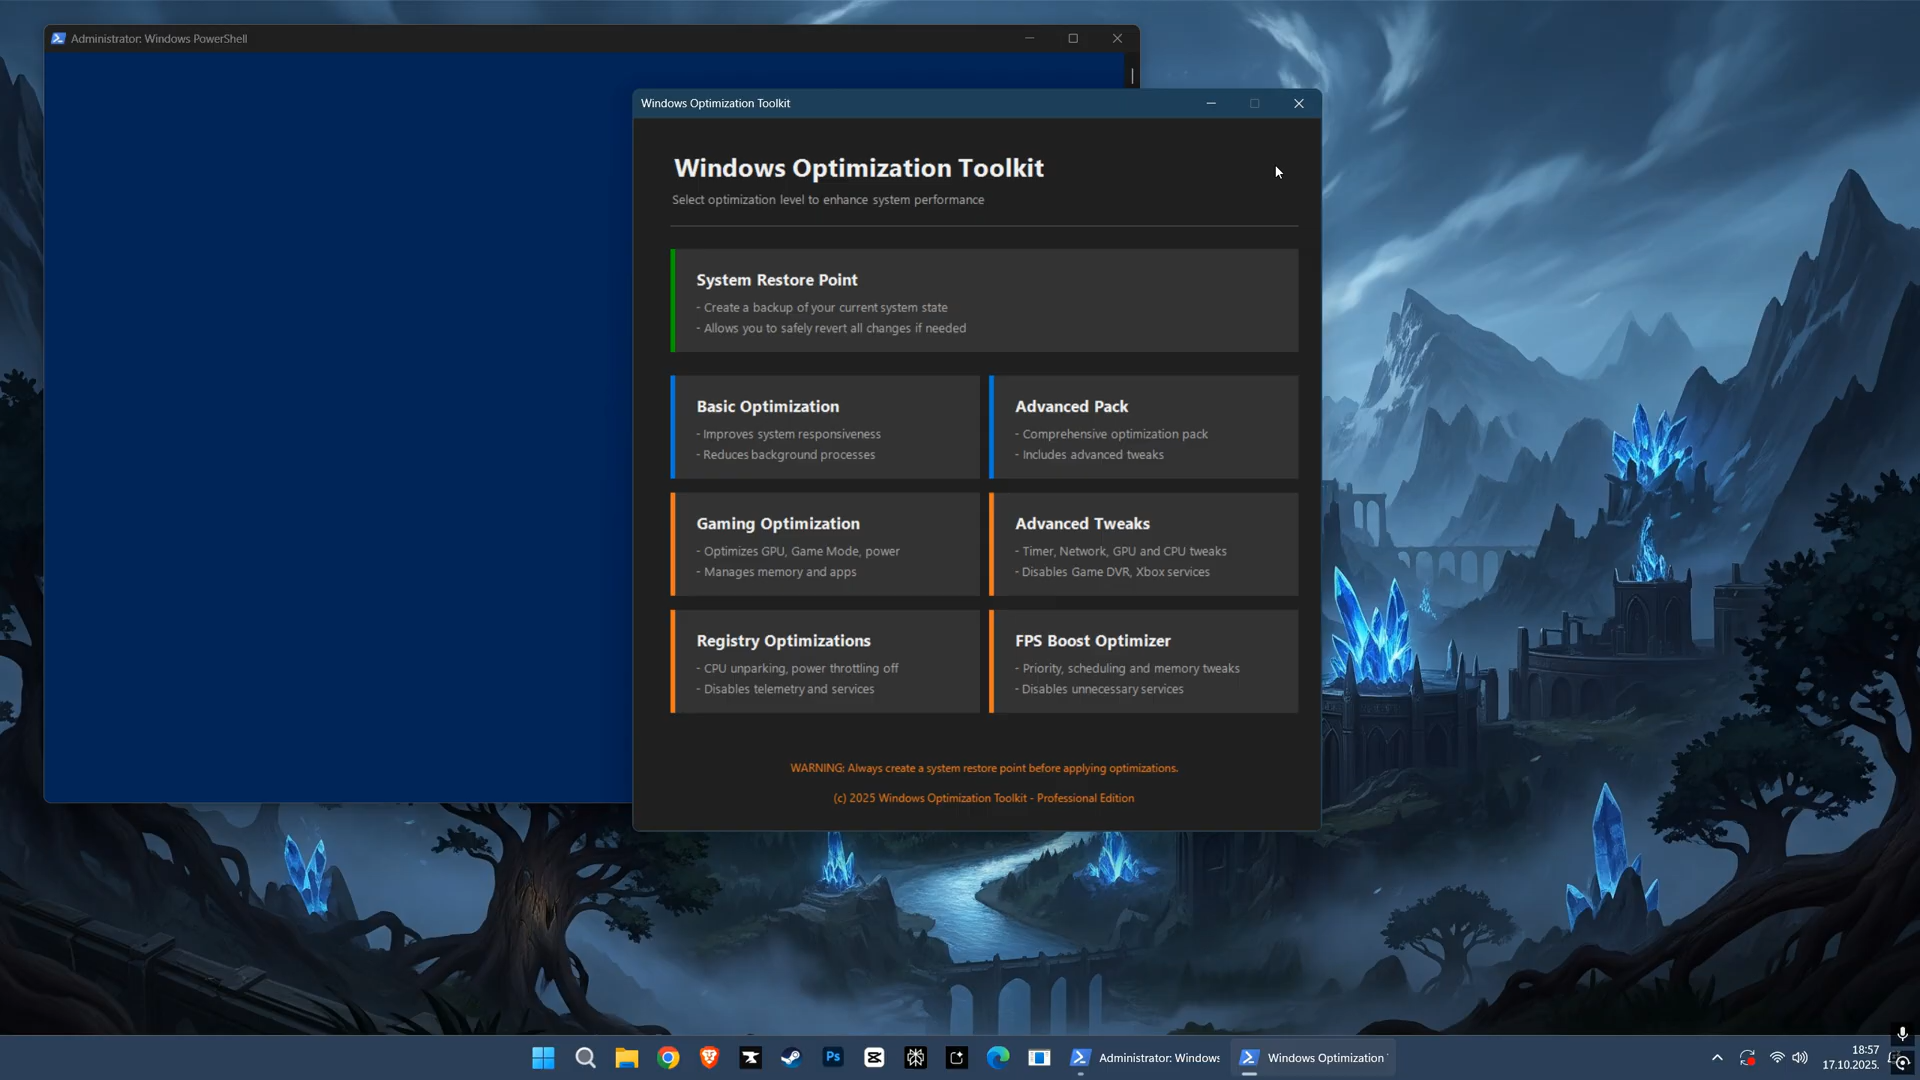 Administrator: Windows PowerShell
Windows Optimization Toolkit
Windows Optimization Toolkit
Select optimization level to enhance system performance
System Restore Point
- Create a backup of your current system state
- Allows you to safely revert all changes if needed
Basic Optimization
- Improves system responsiveness
- Reduces background processes
Advanced Pack
- Comprehensive optimization pack
- Includes advanced tweaks
Gaming Optimization
- Optimizes GPU, Game Mode, power
- Manages memory and apps
Advanced Tweaks
- Timer, Network, GPU and CPU tweaks
- Disables Game DVR, Xbox services
Registry Optimizations
- CPU unparking, power throttling off
- Disables telemetry and services
FPS Boost Optimizer
- Priority, scheduling and memory tweaks
- Disables unnecessary services
WARNING: Always create a system restore point before applying optimizations.
(c) 2025 Windows Optimization Toolkit - Professional Edition
Ps
Administrator: Windows
Windows Optimization
18:57
17.10.2025.